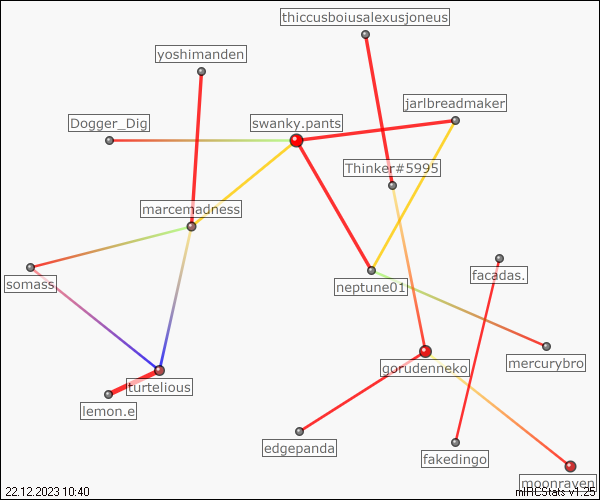 thiccusboiusalexusjoneus
yoshimanden
jarlbreadmaker
Dogger_Dig
swanky.pants
Thinker#5995
marcemadness
facadas.
somass
neptune01
mercurybro
gorudenneko
turtelious
lemon.e
edgepanda
fakedingo
moonraven
22.12.2023 10:40
mIRCStats v1.25